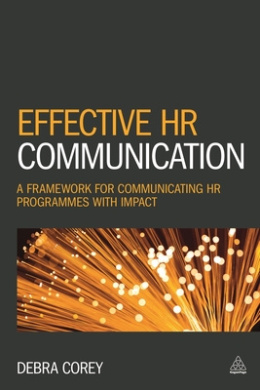 EFFECTIVE HR
COMMUNICATION
A FRAMEWORK FOR COMMUNICATING HR
PROGRAMMES WITH IMPACT
DEBRA COREY